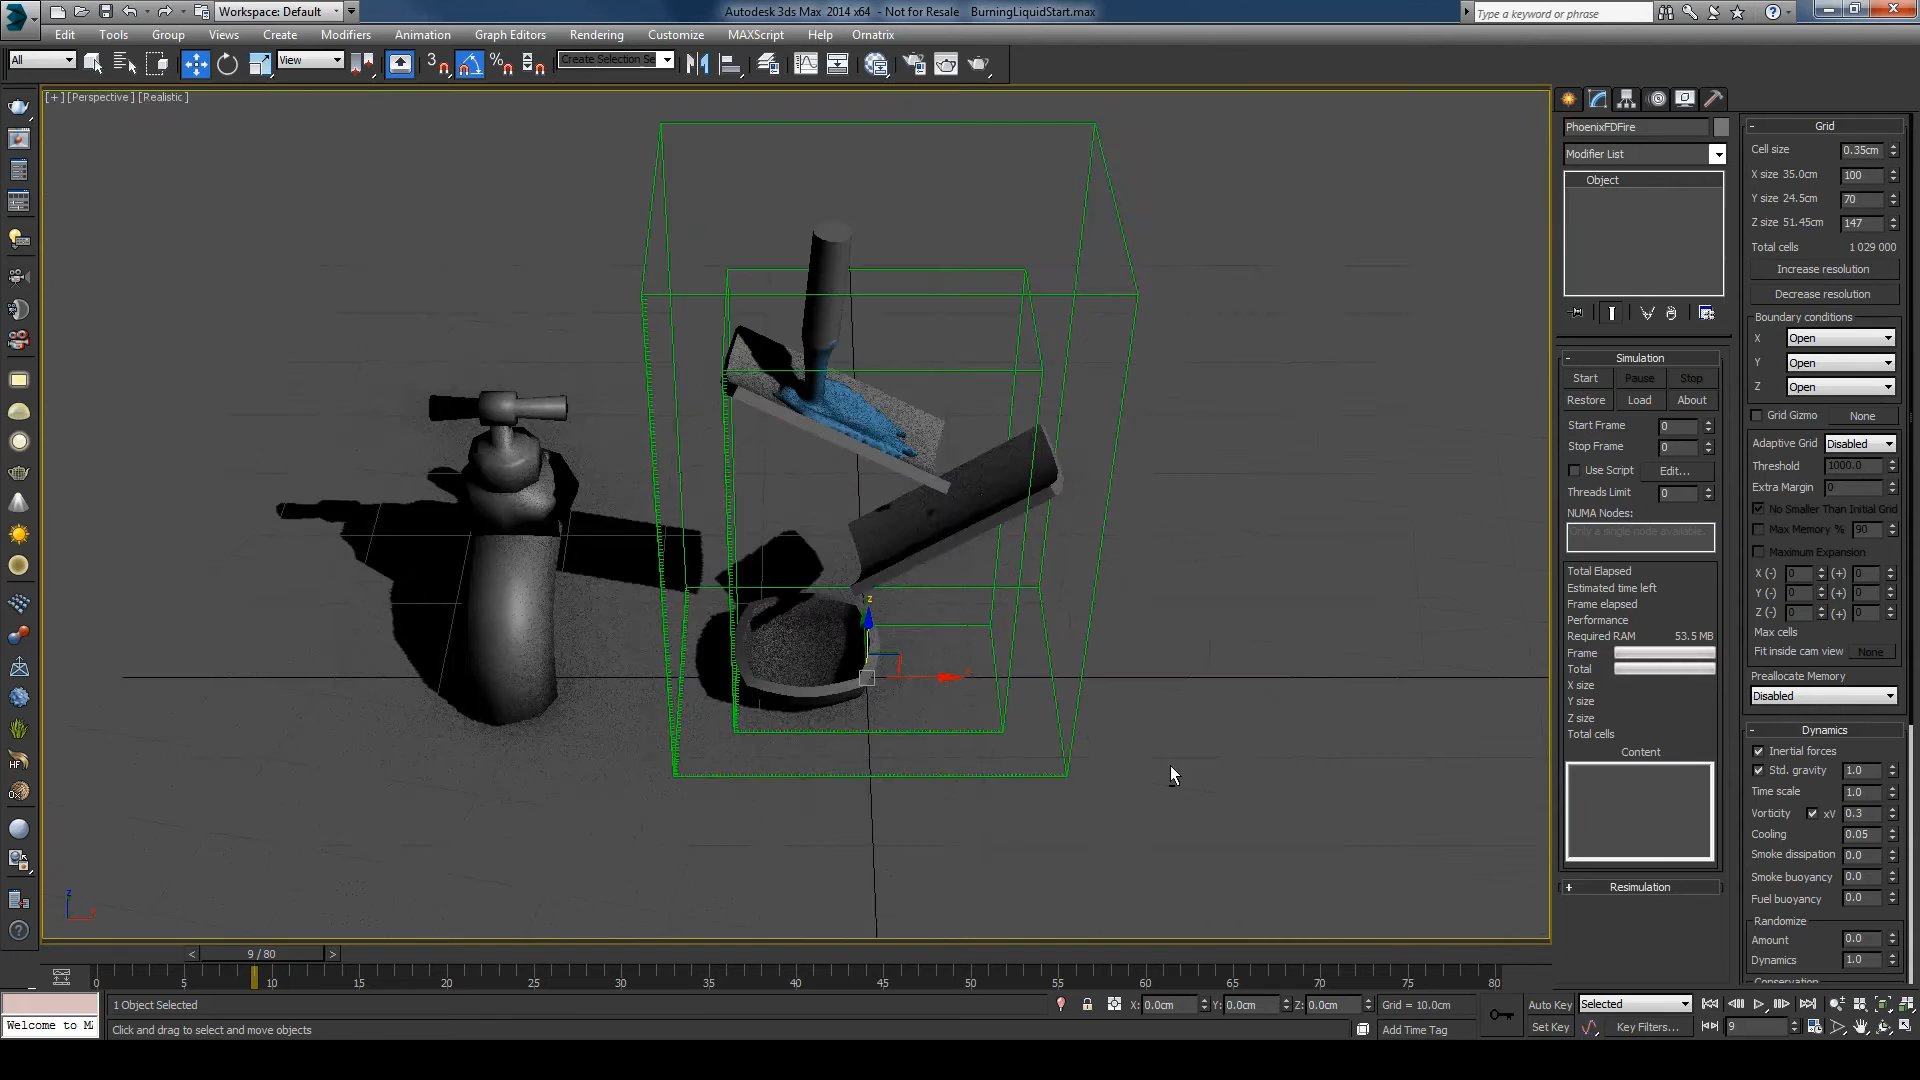 Workspace: Default
Autodesk 3ds Max 2014 x64 - Not for Resale BurningLiquidStart.max
Type a keyword or phrase
Edit Tools Group Views Create Modifiers Animation Graph Editors Rendering Customize MAXScript Help Ornatrix
All
View
3
Create Selection Se
[+] [Perspective] [Realistic]
PhoenixFDFire
Modifier List
Object
- Simulation
Start Pause Stop
Restore Load About
Start Frame 0
Stop Frame 0
Use Script Edit...
Threads Limit 0
NUMA Nodes:
Only a single node available.
Total Elapsed
Estimated time left
Frame elapsed
Performance
Required RAM 53.5 MB
Frame
Total
X size
Y size
Z size
Total cells
Content
+ Resimulation
- Grid
Cell size 0.35cm
X size 35.0cm 100
Y size 24.5cm 70
Z size 51.45cm 147
Total cells 1 029 000
Increase resolution
Decrease resolution
Boundary conditions
X Open
Y Open
Z Open
Grid Gizmo None
Adaptive Grid Disabled
Threshold 1000.0
Extra Margin 0
No Smaller Than Initial Grid
Max Memory % 90
Maximum Expansion
X (-) 0 (+) 0
Y (-) 0 (+) 0
Z (-) 0 (+) 0
Max cells
Fit inside cam view None
Preallocate Memory
Disabled
- Dynamics
Inertial forces
Std. gravity 1.0
Time scale 1.0
Vorticity xV 0.3
Cooling 0.05
Smoke dissipation 0.0
Smoke buoyancy 0.0
Fuel buoyancy 0.0
Randomize
Amount 0.0
Dynamics 1.0
z
HF
< 9 / 80 >
0 5 10 15 20 25 30 35 40 45 50 55 60 65 70 75 80
1 Object Selected
X: 0.0cm Y: 0.0cm Z: 0.0cm Grid = 10.0cm
Auto Key Selected
Welcome to MA
Click and drag to select and move objects
Add Time Tag
Set Key Key Filters... 9